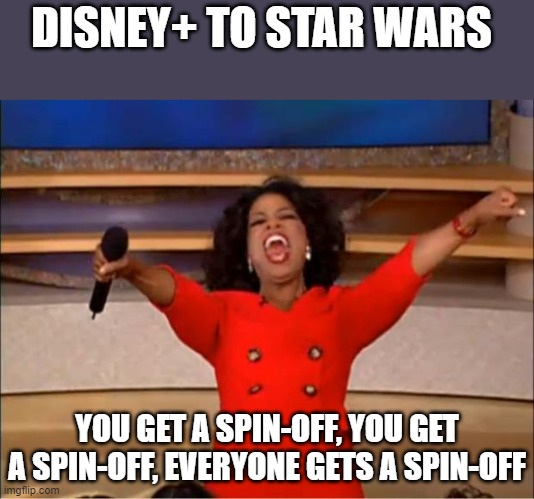 DISNEY+ TO STAR WARS
YOU GET A SPIN-OFF, YOU GET
A SPIN-OFF, EVERYONE GETS A SPIN-OFF
imgflip.com